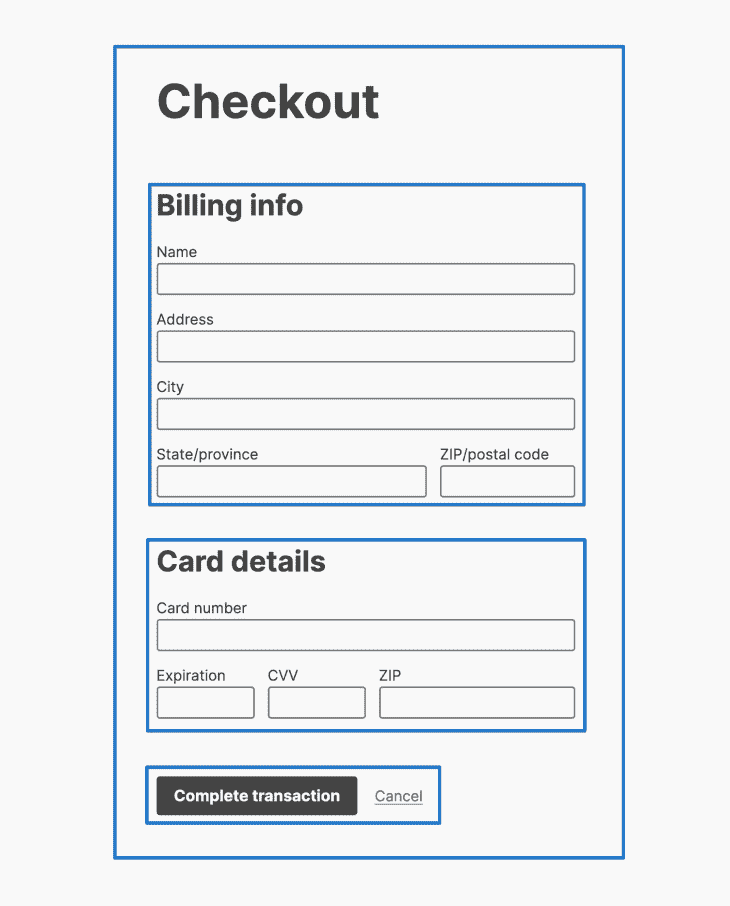 Checkout
Billing info
Name
Address
City
State/province ZIP/postal code
Card details
Card number
Expiration CVV ZIP
Complete transaction Cancel